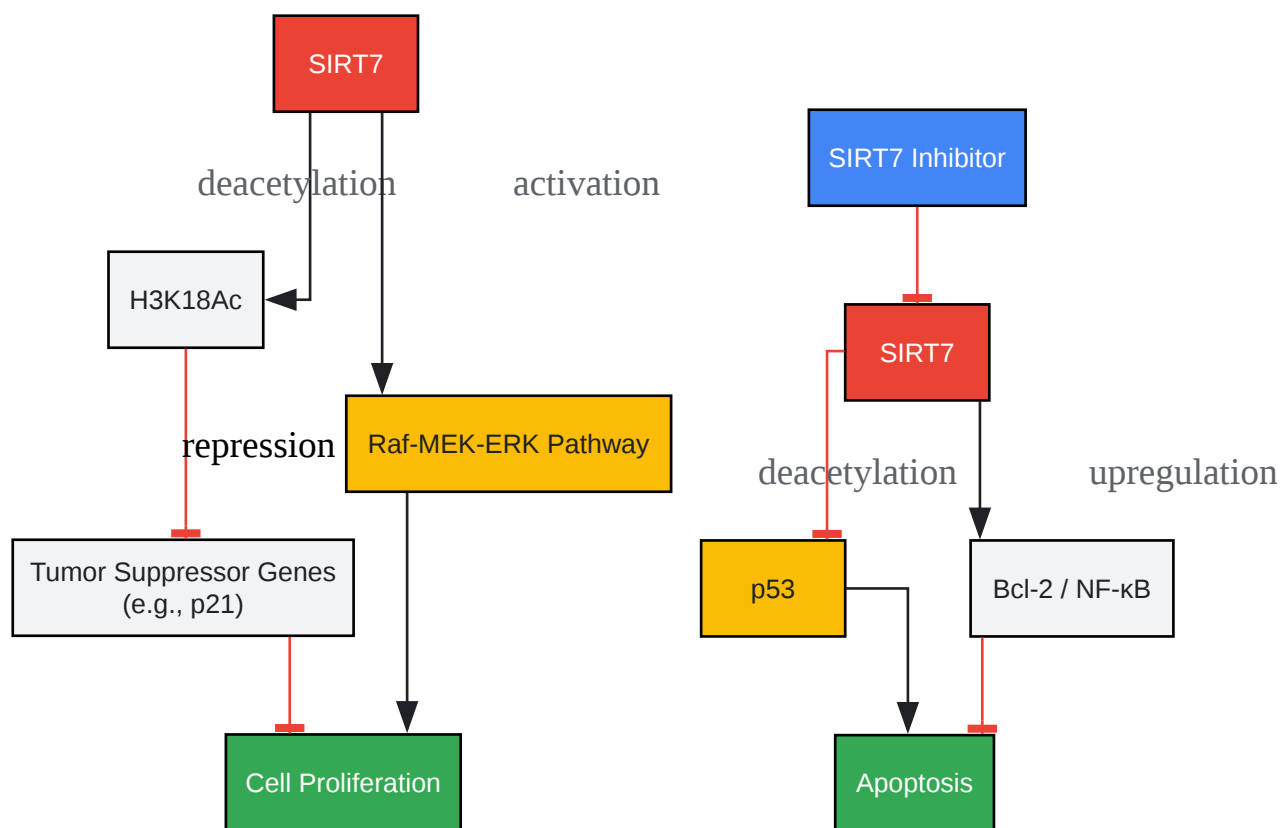 SIRT7
deacetylation
activation
H3K18Ac
repression
Raf-MEK-ERK Pathway
Tumor Suppressor Genes
(e.g., p21)
Cell Proliferation
SIRT7 Inhibitor
SIRT7
deacetylation
upregulation
p53
Bcl-2 / NF-κB
Apoptosis